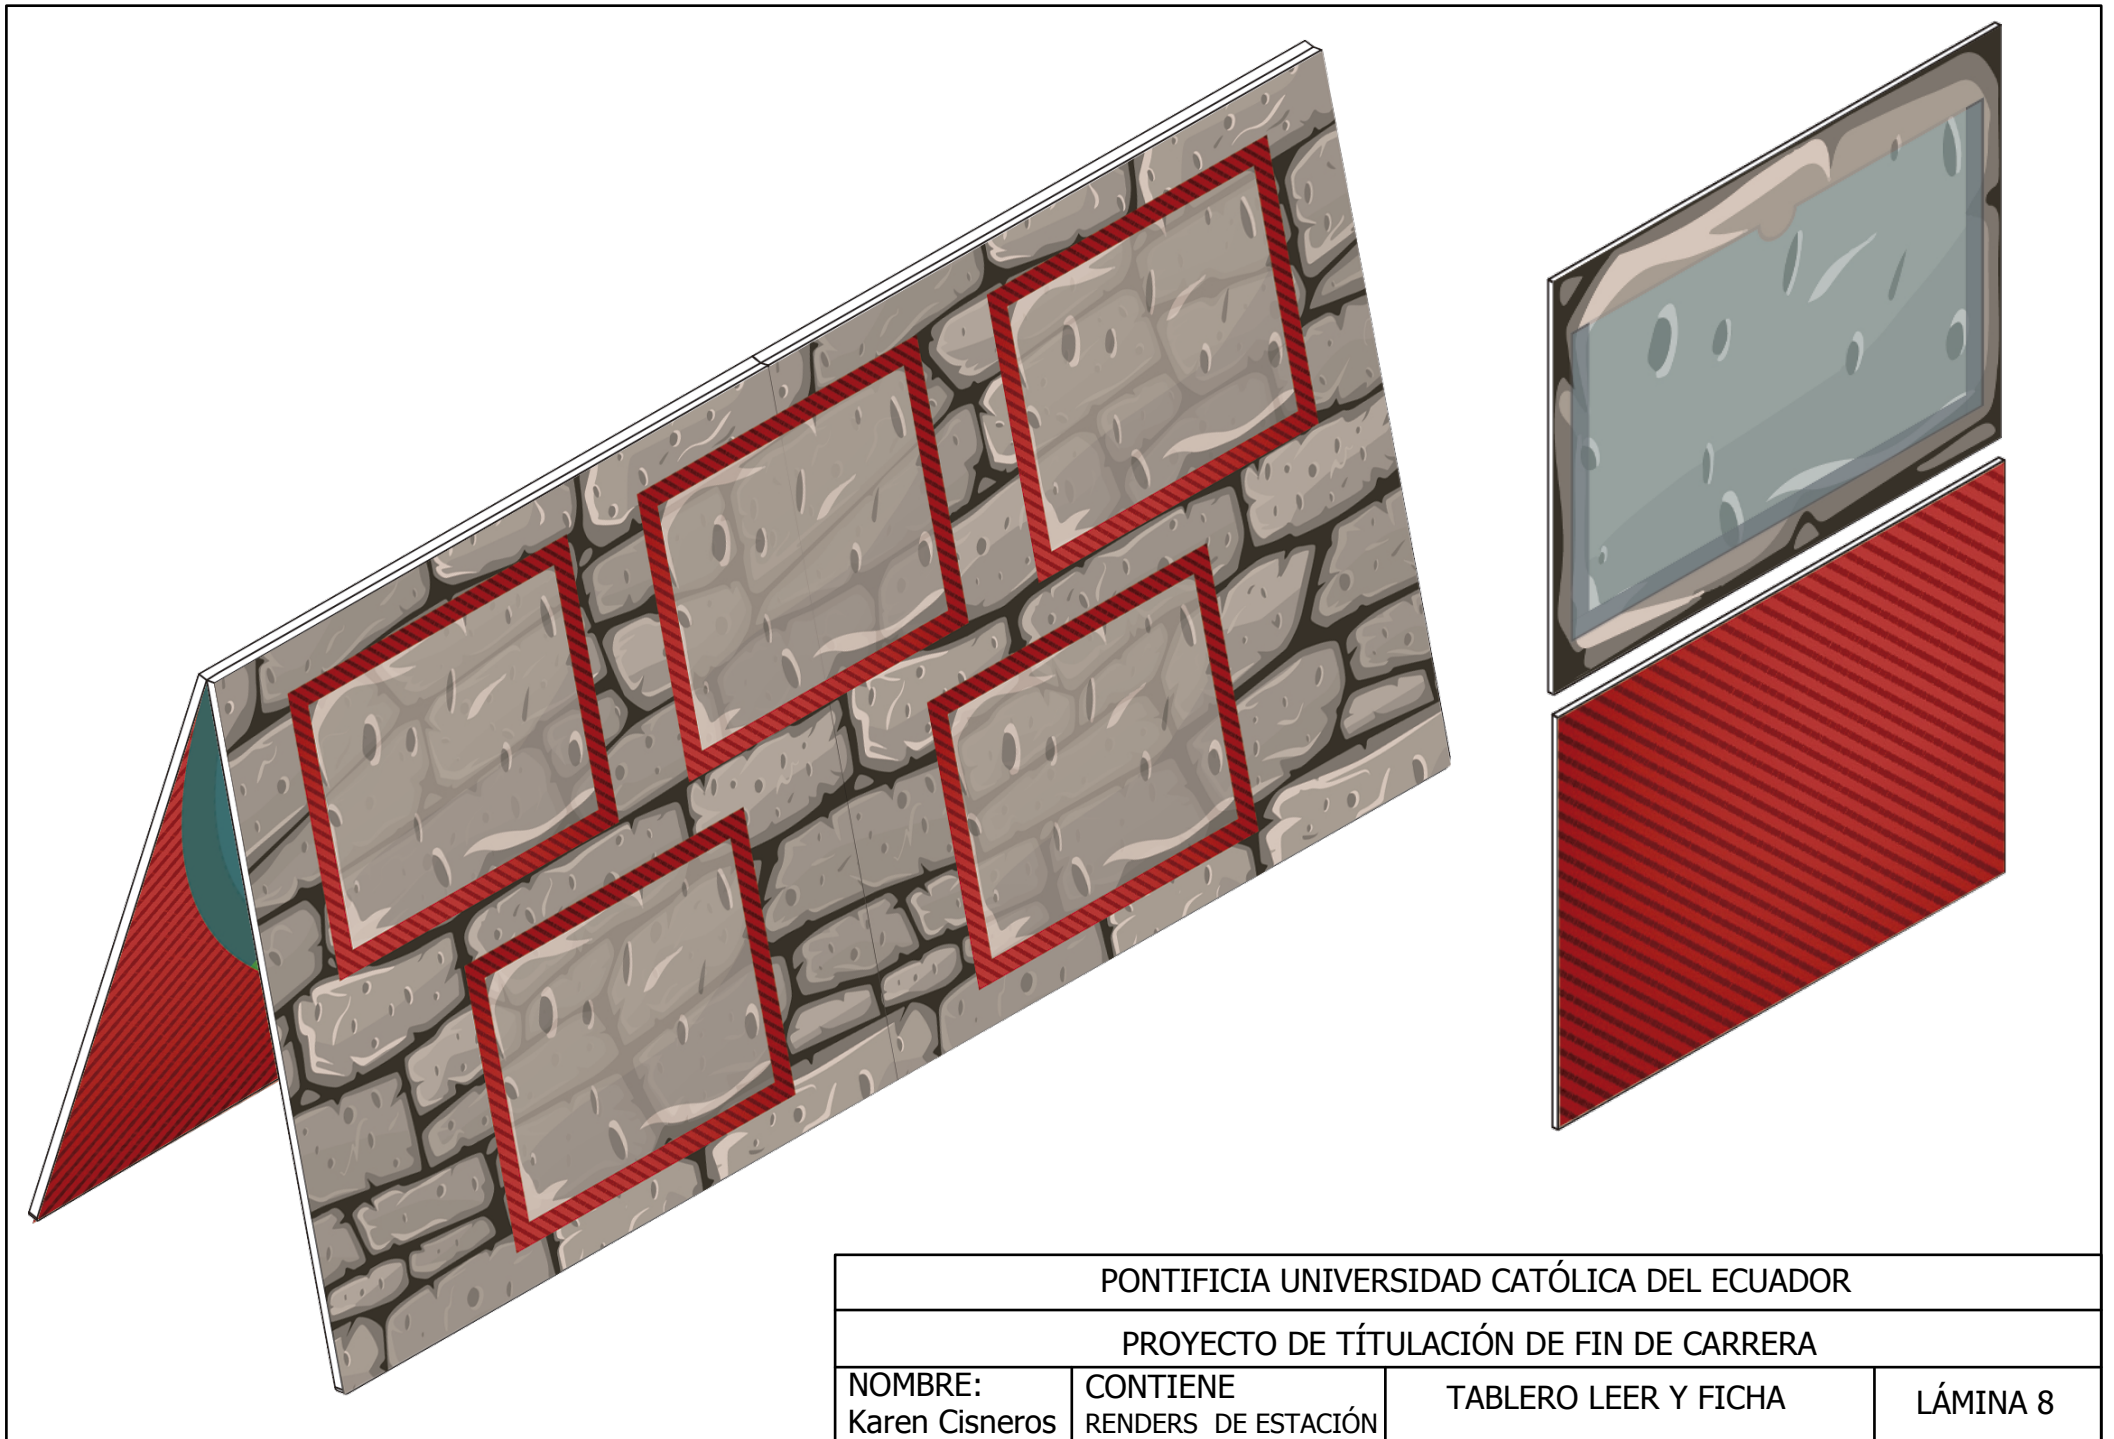 PONTIFICIA UNIVERSIDAD CATÓLICA DEL ECUADOR
PROYECTO DE TÍTULACIÓN DE FIN DE CARRERA
NOMBRE:
Karen Cisneros
CONTIENE
RENDERS DE ESTACIÓN
TABLERO LEER Y FICHA
LÁMINA 8